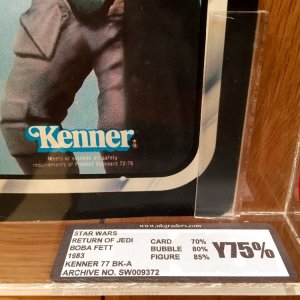 Kenner
Meets or exceeds all safety
requirements of Product Standard 72-76
www.ukgraders.com
STAR WARS
RETURN OF JEDI
BOBA FETT
1983
KENNER 77 BK-A
ARCHIVE NO. SW009372
CARD 70%
BUBBLE 80%
FIGURE 85%
Y75%